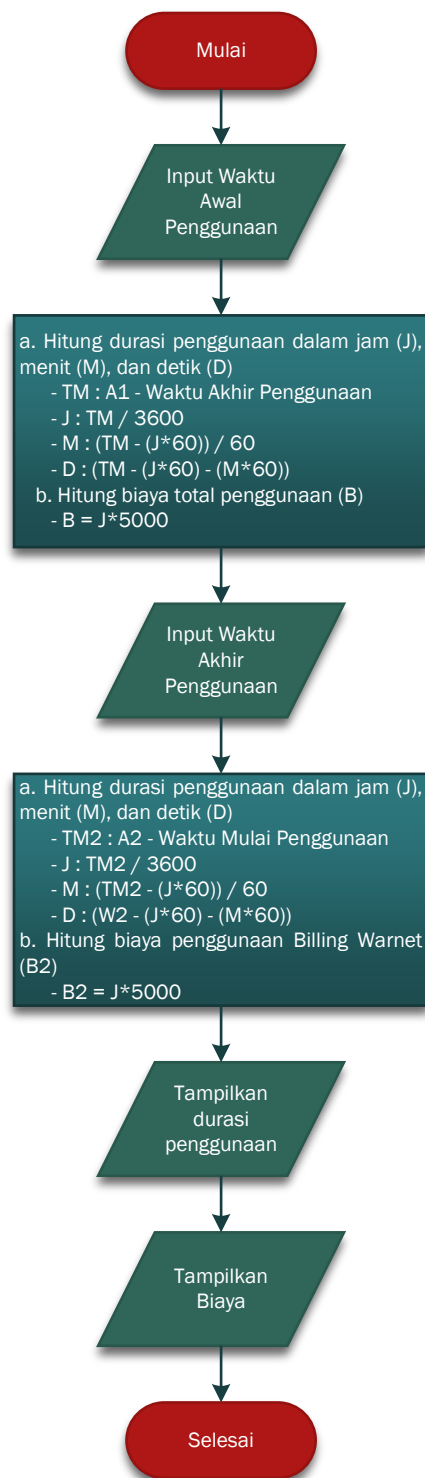 Mulai
Input Waktu
Awal
Penggunaan
a. Hitung durasi penggunaan dalam jam (J),
menit (M), dan detik (D)
- TM : A1 - Waktu Akhir Penggunaan
- J : TM / 3600
- M : (TM - (J*60)) / 60
- D : (TM - (J*60) - (M*60))
b. Hitung biaya total penggunaan (B)
- B = J*5000
Input Waktu
Akhir
Penggunaan
a. Hitung durasi penggunaan dalam jam (J),
menit (M), dan detik (D)
- TM2 : A2 - Waktu Mulai Penggunaan
- J : TM2 / 3600
- M : (TM2 - (J*60)) / 60
- D : (W2 - (J*60) - (M*60))
b. Hitung biaya penggunaan Billing Warnet
(B2)
- B2 = J*5000
Tampilkan
durasi
penggunaan
Tampilkan
Biaya
Selesai